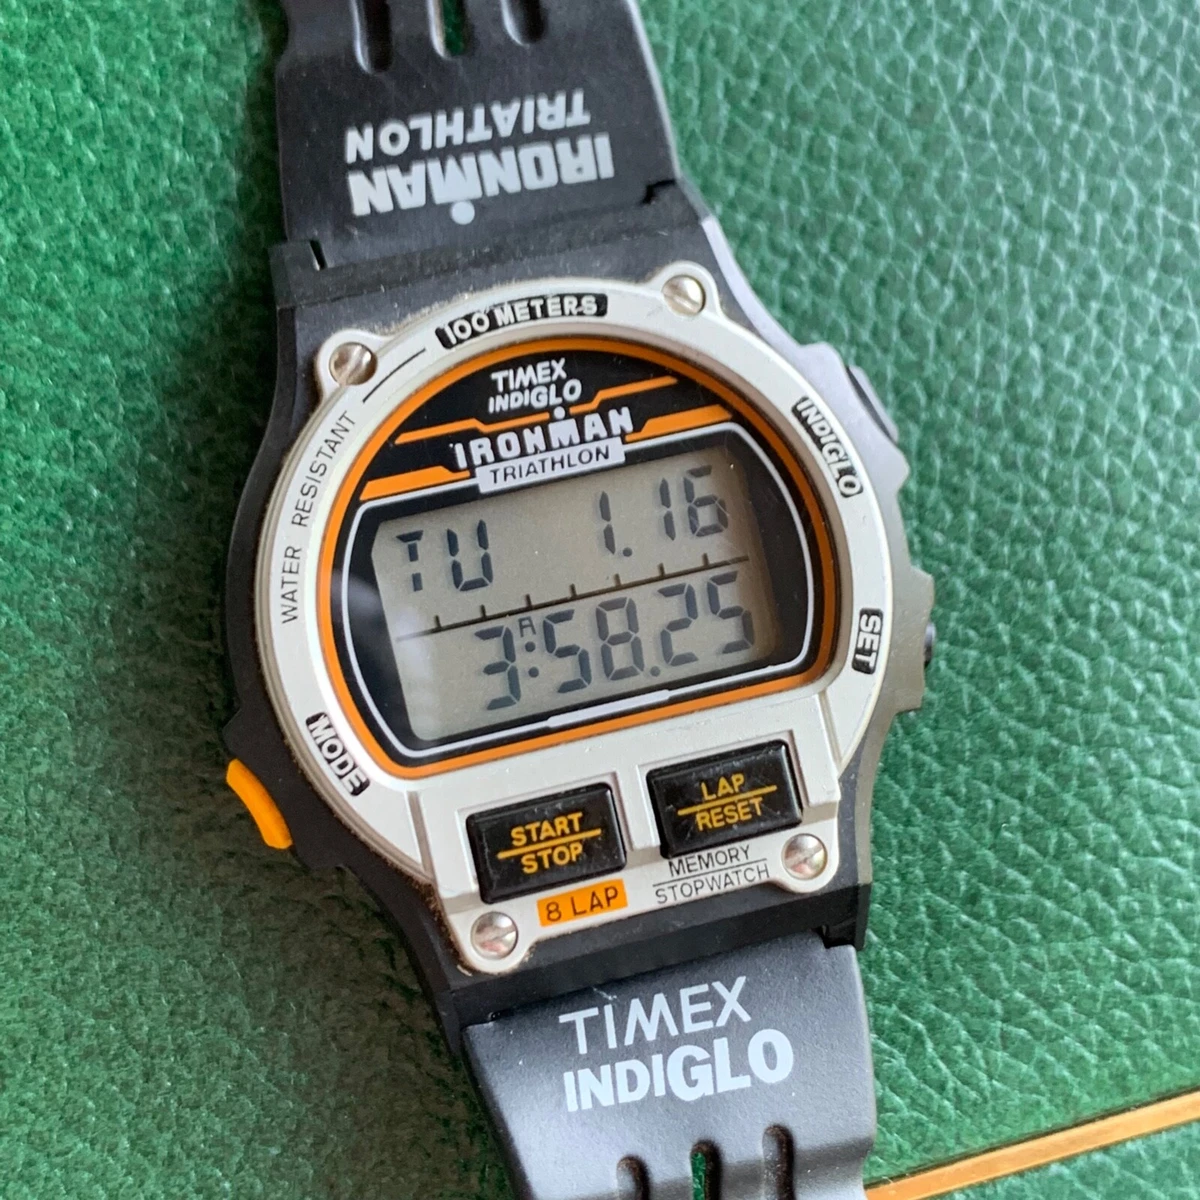 IRONMAN
TRIATHLON
100 METERS
WATER RESISTANT
TIMEX
INDIGLO
IRONMAN
TRIATHLON
INDIGLO
TU 1.16
A
3:58.25
SET
MODE
START
STOP
LAP
RESET
8 LAP
MEMORY
STOPWATCH
TIMEX
INDIGLO